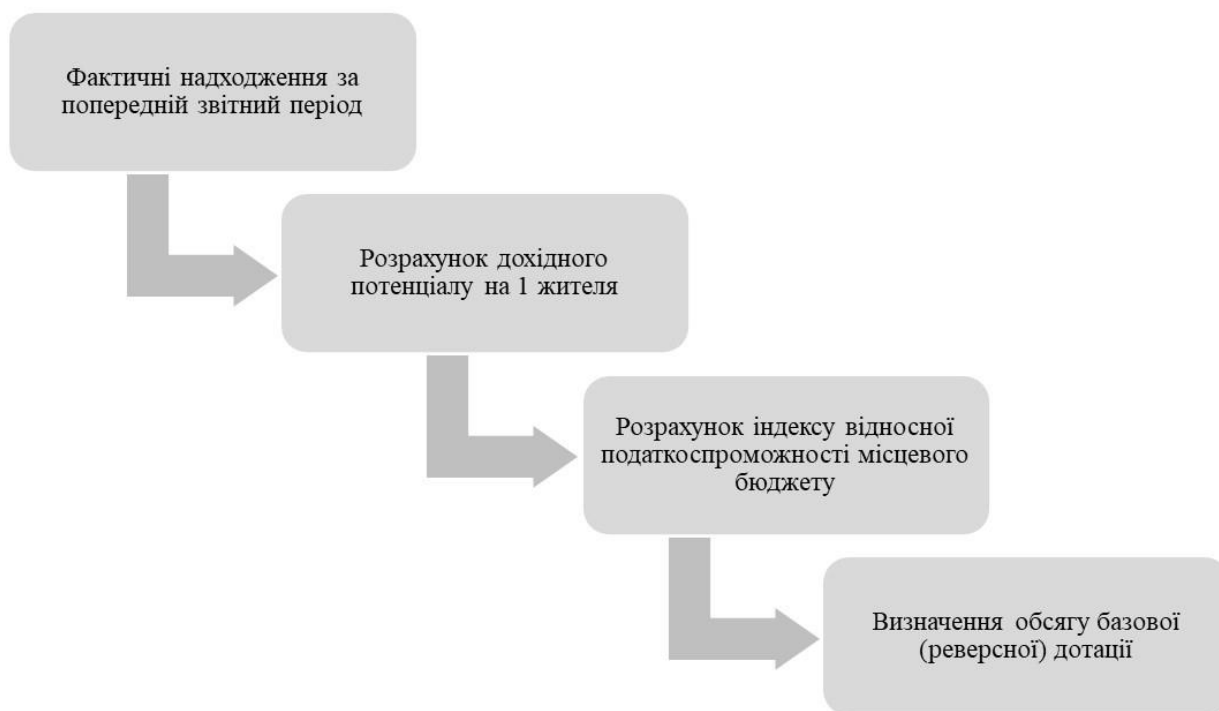 Фактичні надходження за
попередній звітний період
Розрахунок дохідного
потенціалу на 1 жителя
Розрахунок індексу відносної
податкоспроможності місцевого
бюджету
Визначення обсягу базової
(реверсної) дотації